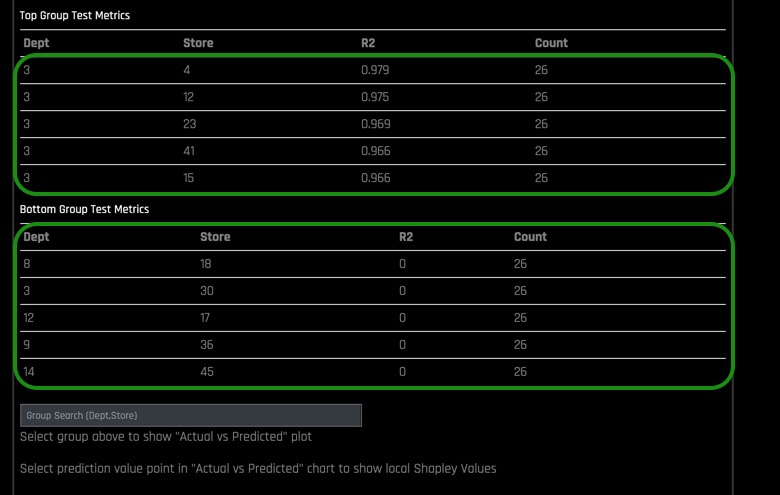 Top Group Test Metrics
Dept Store R2 Count
3 4 0.979 26
3 12 0.975 26
3 23 0.969 26
3 41 0.966 26
3 15 0.966 26
Bottom Group Test Metrics
Dept Store R2 Count
8 18 0 26
3 30 0 26
12 17 0 26
9 36 0 26
14 45 0 26
Group Search (Dept,Store)
Select group above to show "Actual vs Predicted" plot
Select prediction value point in "Actual vs Predicted" chart to show local Shapley Values